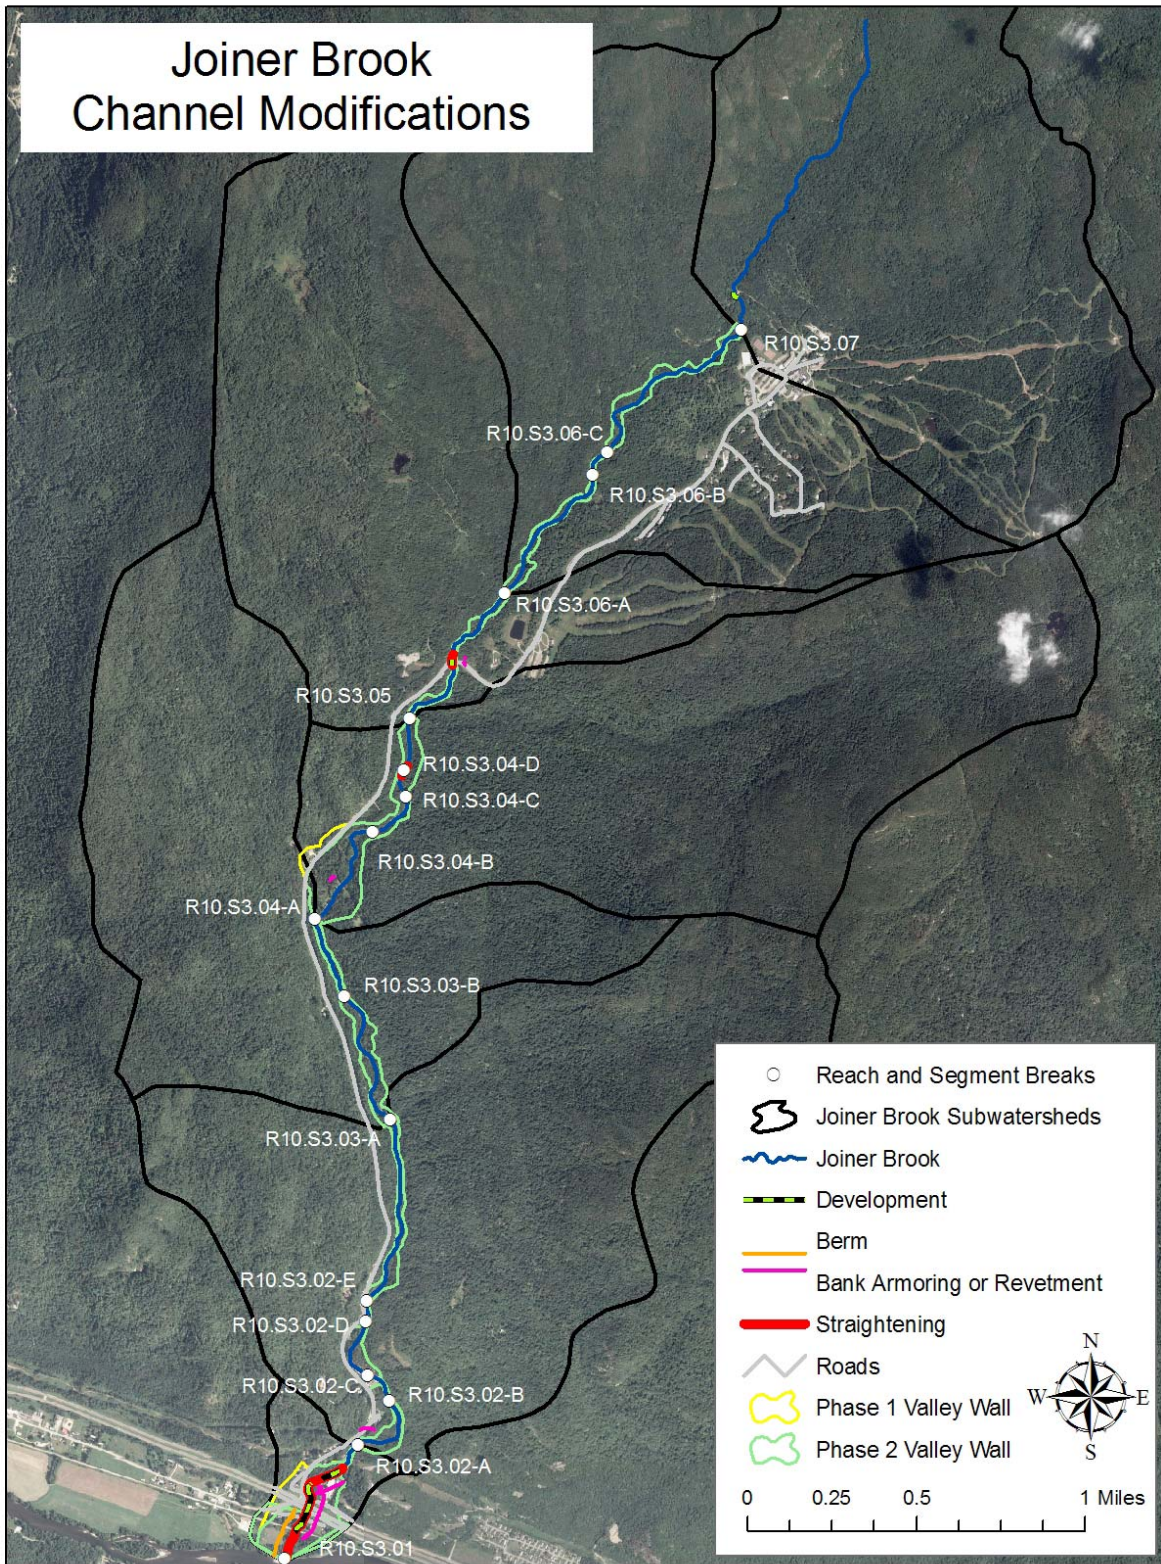 Joiner Brook
Channel Modifications
R10.S3.07
R10.S3.06-C
R10.S3.06-B
R10.S3.06-A
R10.S3.05
R10.S3.04-D
R10.S3.04-C
R10.S3.04-B
R10.S3.04-A
R10.S3.03-B
R10.S3.03-A
R10.S3.02-E
R10.S3.02-D
R10.S3.02-C
R10.S3.02-B
R10.S3.02-A
R10.S3.01
Reach and Segment Breaks
Joiner Brook Subwatersheds
Joiner Brook
Development
Berm
Bank Armoring or Revetment
Straightening
Roads
Phase 1 Valley Wall
Phase 2 Valley Wall
N
W E
S
0 0.25 0.5 1 Miles